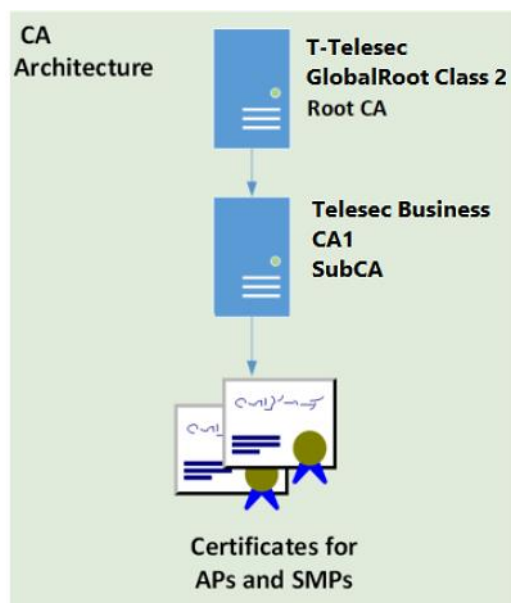 CA
Architecture
T-Telesec
GlobalRoot Class 2
Root CA
Telesec Business
CA1
SubCA
Certificates for
APs and SMPs